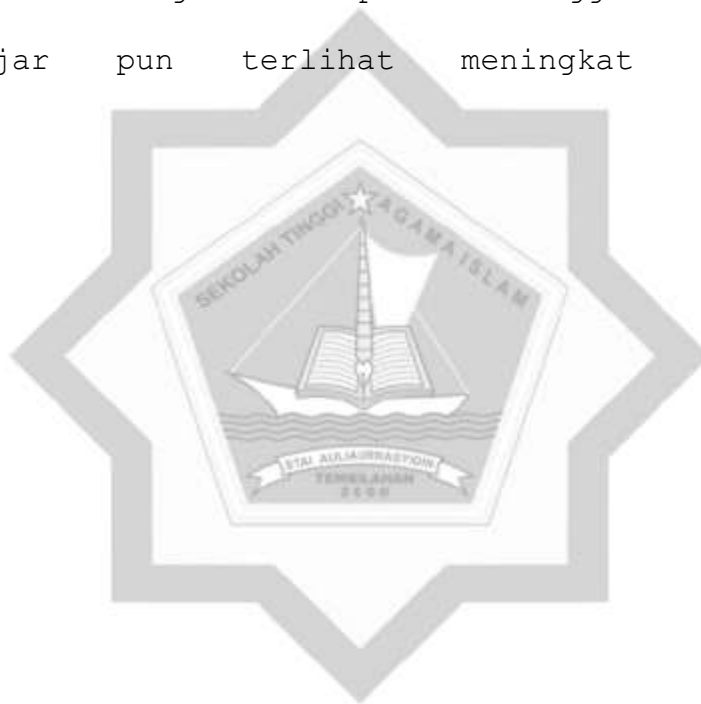 jar pun terlihat meningkat
SEKOLAH TINGGI AGAMA ISLAM
STAI AULIAURRASYIDIN
TEMBILAHAN